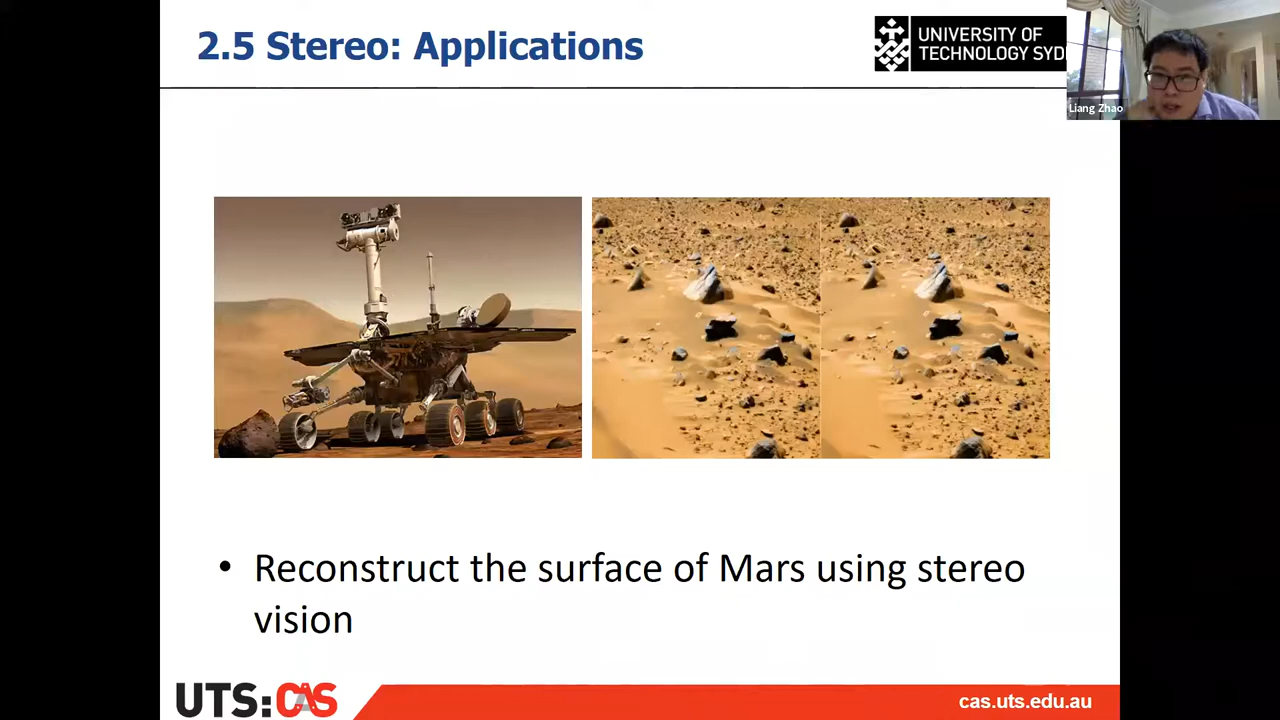 2.5 Stereo: Applications
UNIVERSITY OF
TECHNOLOGY SYD
Liang Zhao
• Reconstruct the surface of Mars using stereo
vision
UTS:CAS
cas.uts.edu.au